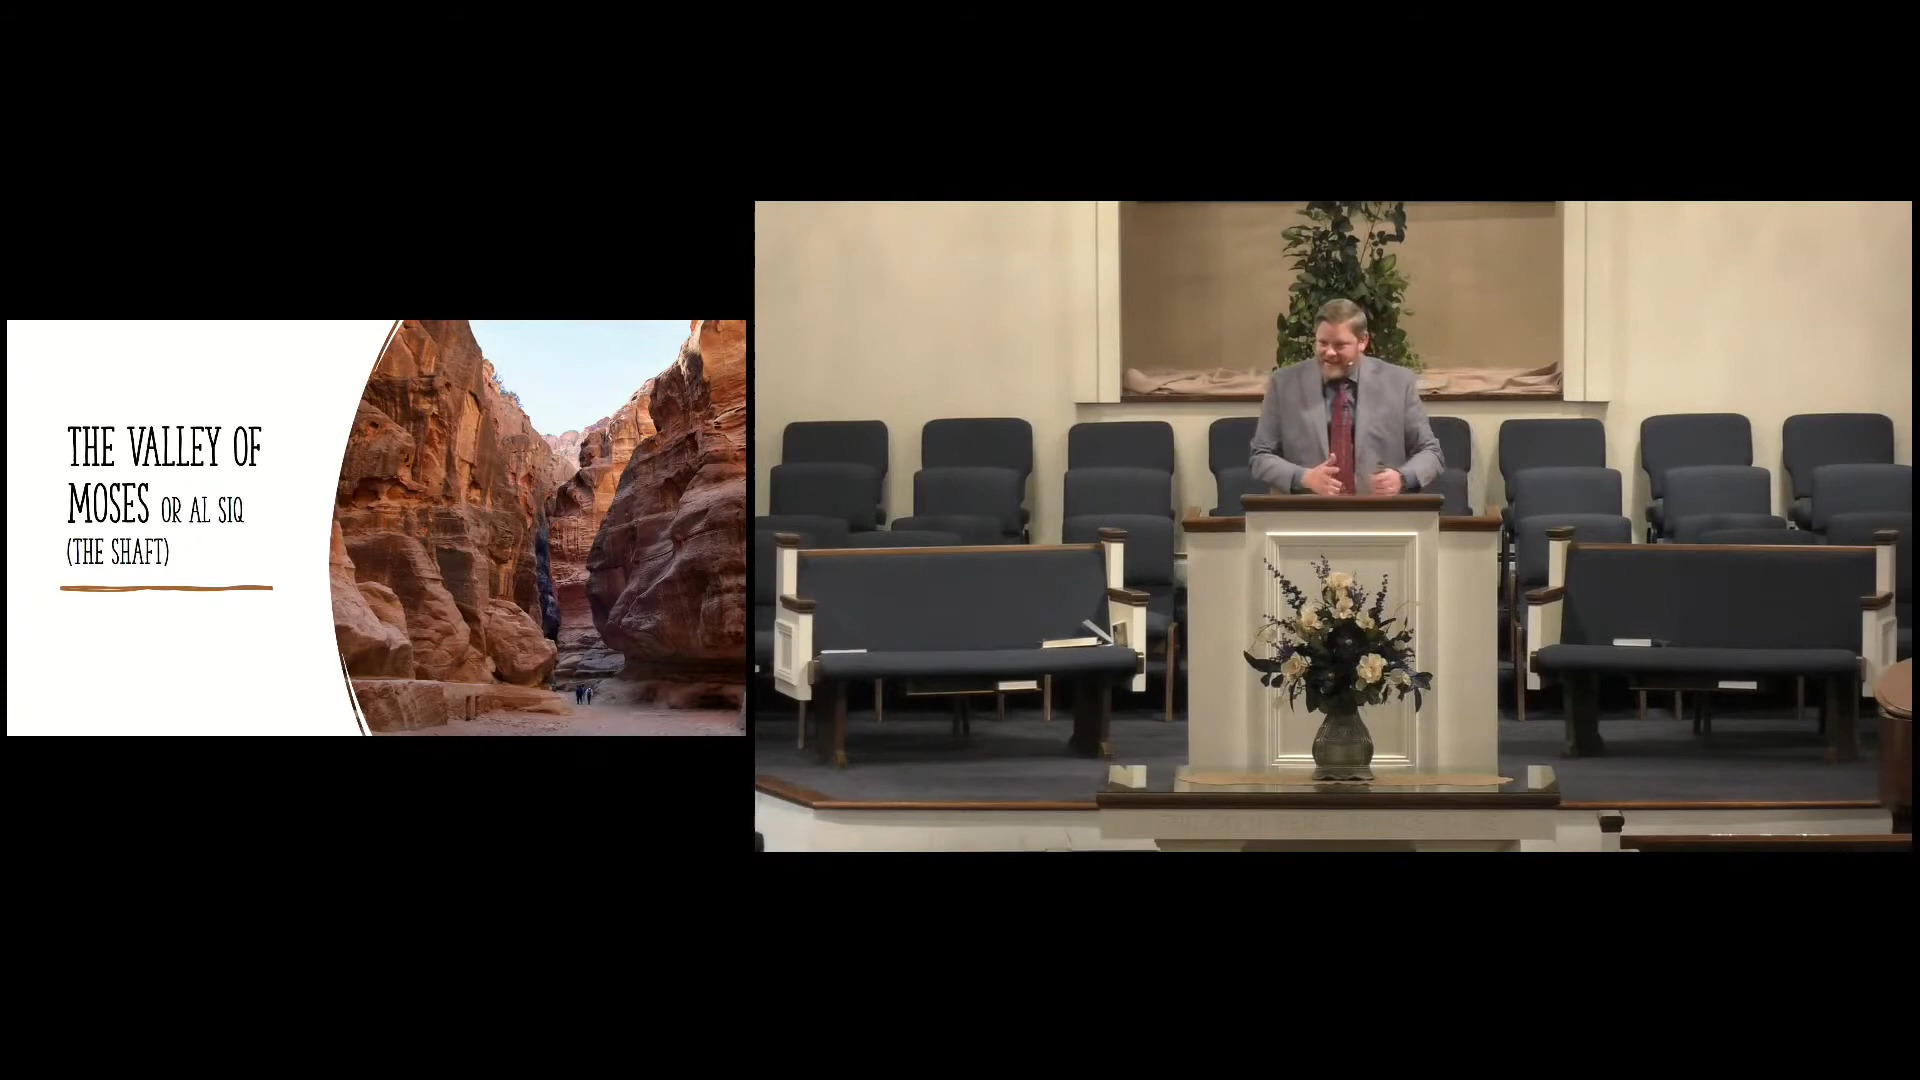 THE VALLEY OF
MOSES OR AL SIQ
(THE SHAFT)